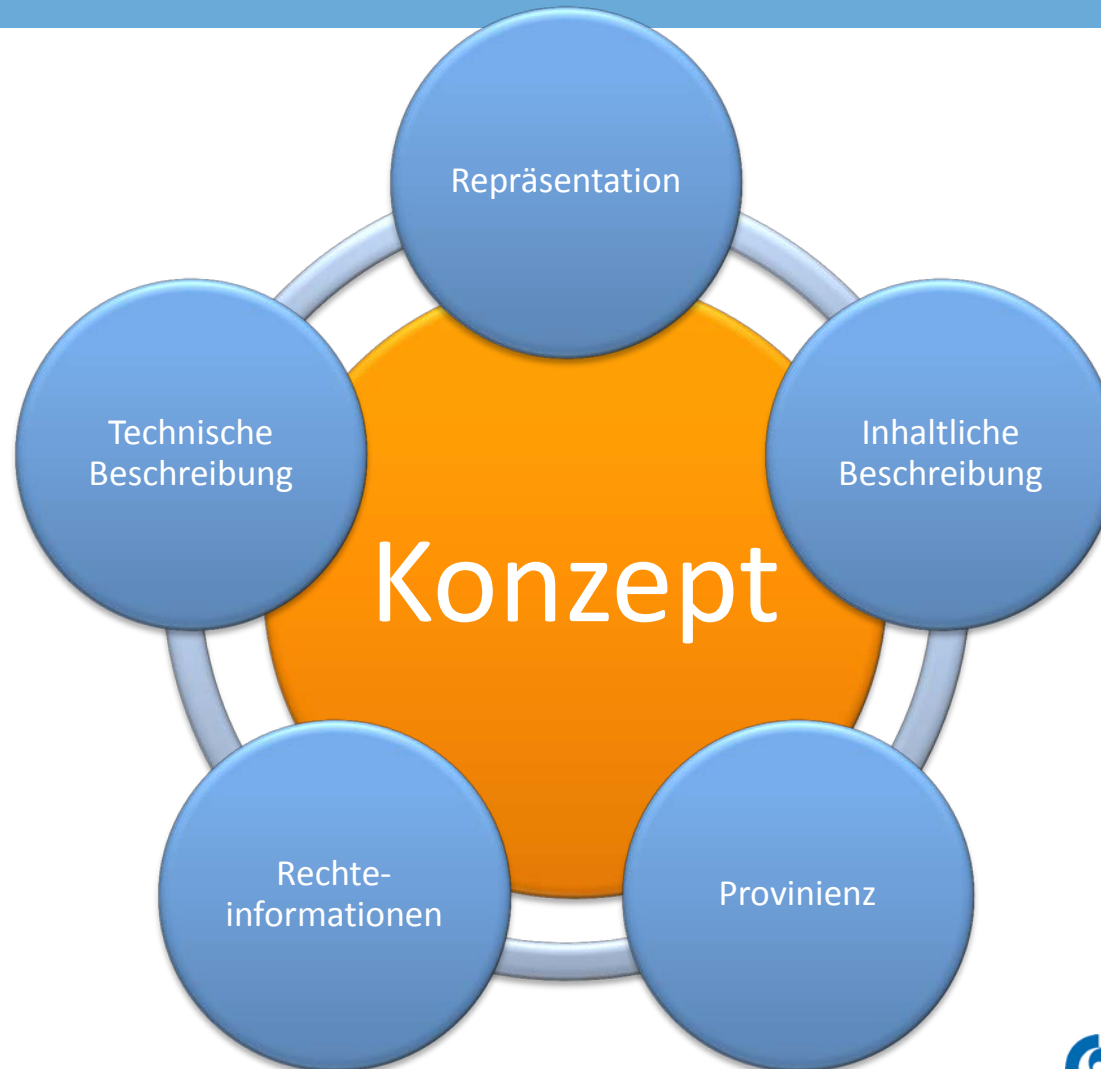 Repräsentation
Technische
Beschreibung
Inhaltliche
Beschreibung
Konzept
Rechte-
informationen
Provinienz